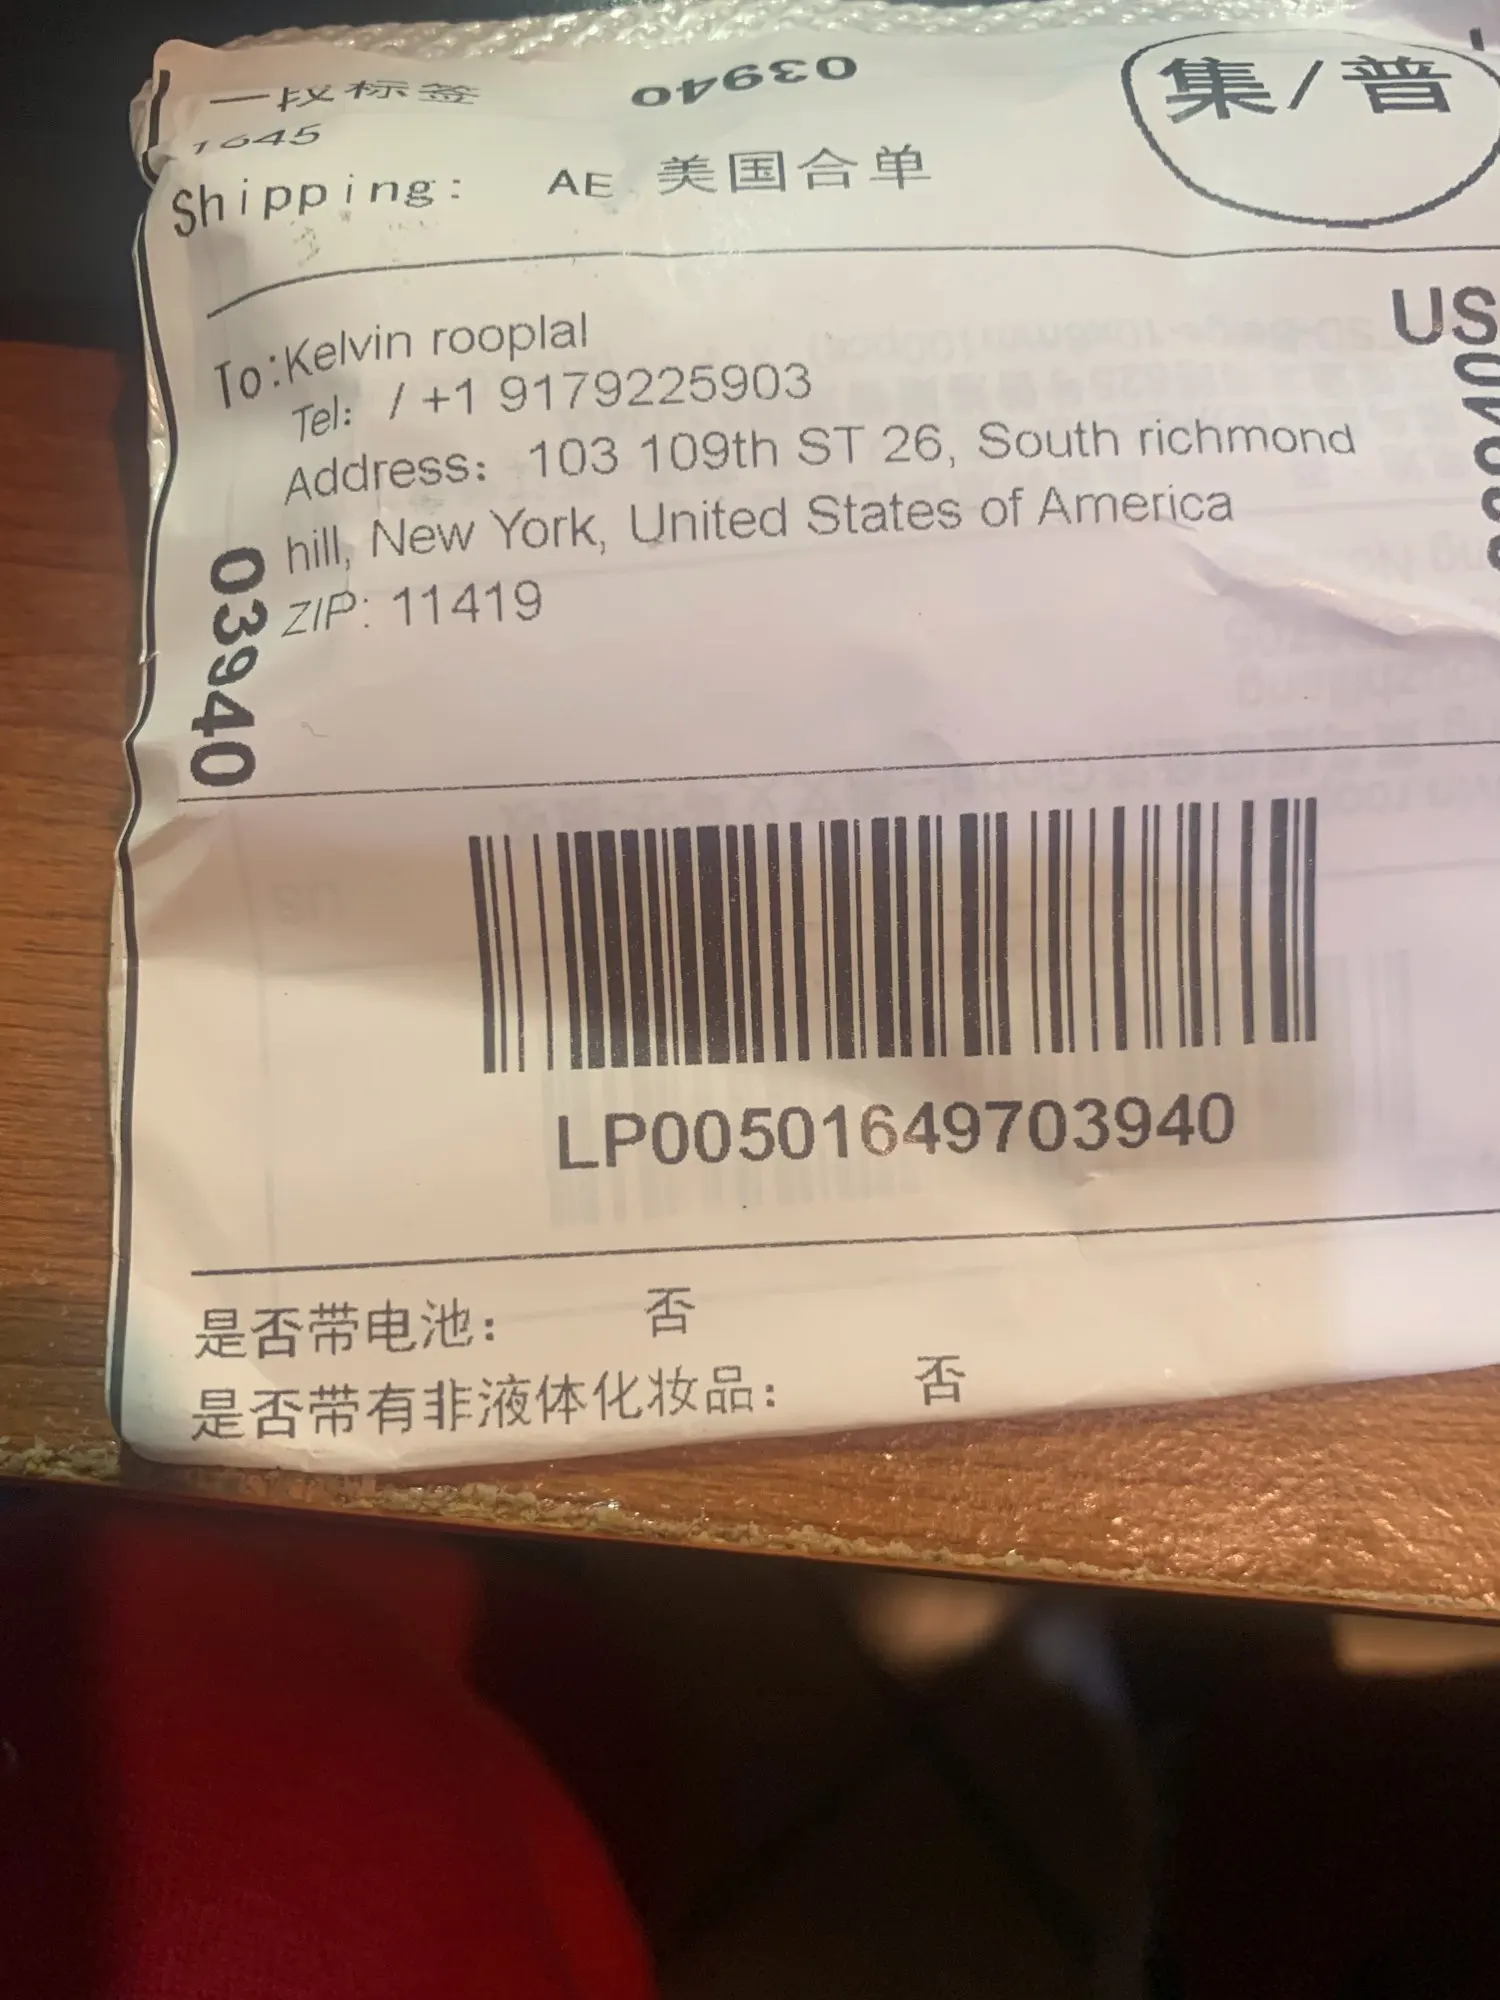 一段标签
03940
集/普
1645
Shipping: AE 美国合单
US
To:Kelvin rooplal
Tel: / +1 9179225903
Address: 103 109th ST 26, South richmond
hill, New York, United States of America
ZIP: 11419
03940
03940
LP00501649703940
是否带电池: 否
是否带有非液体化妆品: 否